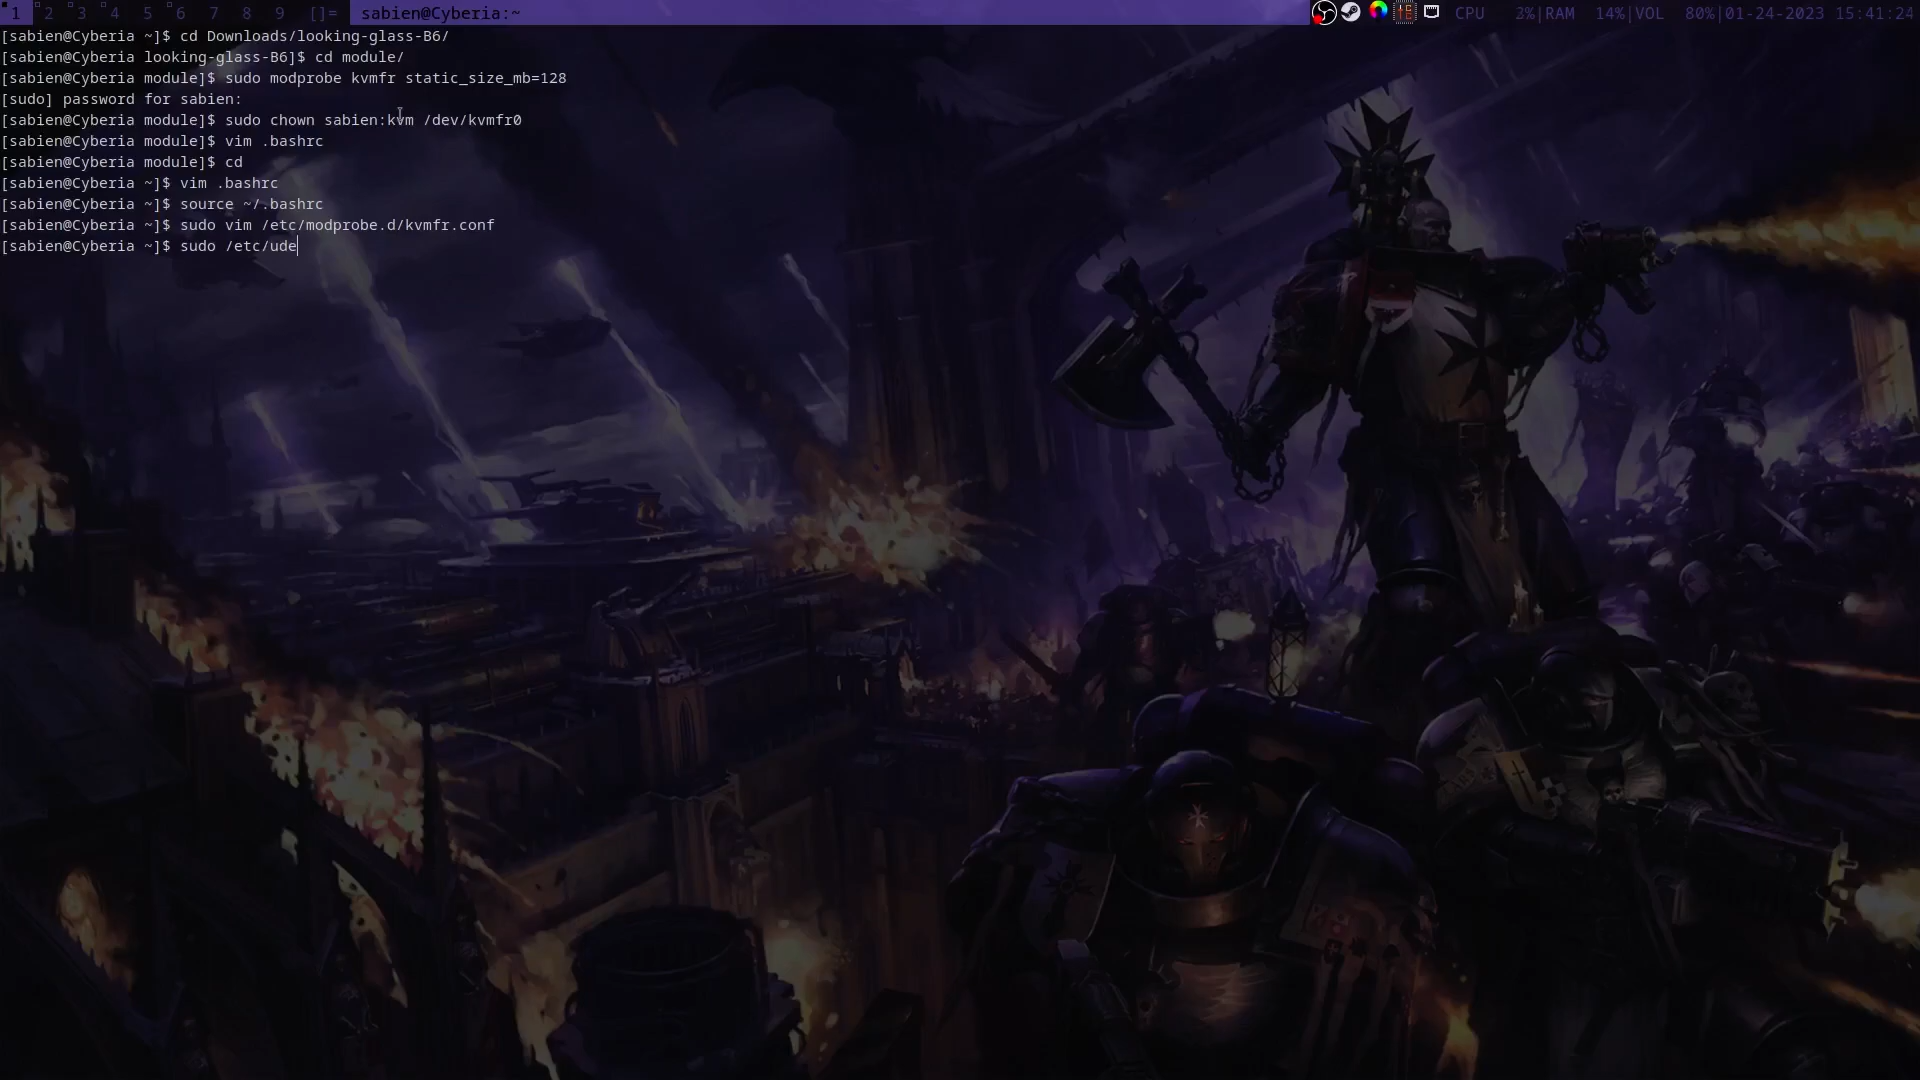 1 2 3 4 5 6 7 8 9 []= sabien@Cyberia:~ CPU 3%|RAM 14%|VOL 80%|01-24-2023 15:41:24
[sabien@Cyberia ~]$ cd Downloads/looking-glass-B6/
[sabien@Cyberia looking-glass-B6]$ cd module/
[sabien@Cyberia module]$ sudo modprobe kvmfr static_size_mb=128
[sudo] password for sabien:
[sabien@Cyberia module]$ sudo chown sabien:kvm /dev/kvmfr0
[sabien@Cyberia module]$ vim .bashrc
[sabien@Cyberia module]$ cd
[sabien@Cyberia ~]$ vim .bashrc
[sabien@Cyberia ~]$ source ~/.bashrc
[sabien@Cyberia ~]$ sudo vim /etc/modprobe.d/kvmfr.conf
[sabien@Cyberia ~]$ sudo /etc/ude